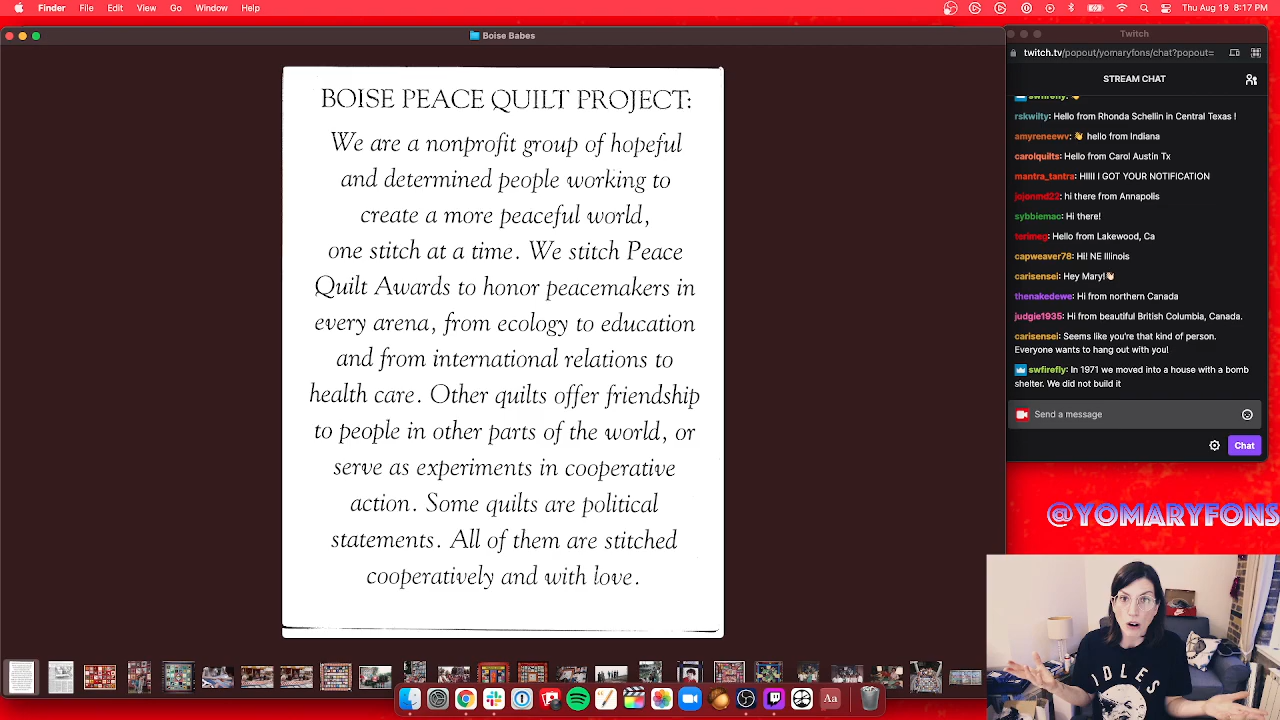 Finder File Edit View Go Window Help
Thu Aug 19 8:17 PM
Boise Babes
BOISE PEACE QUILT PROJECT:
We are a nonprofit group of hopeful
and determined people working to
create a more peaceful world,
one stitch at a time. We stitch Peace
Quilt Awards to honor peacemakers in
every arena, from ecology to education
and from international relations to
health care. Other quilts offer friendship
to people in other parts of the world, or
serve as experiments in cooperative
action. Some quilts are political
statements. All of them are stitched
cooperatively and with love.
Twitch
twitch.tv/popout/yomaryfons/chat?popout=
STREAM CHAT
swfirefly: 👋
rskwilty: Hello from Rhonda Schellin in Central Texas !
amyreneewv: 👋 hello from Indiana
carolquilts: Hello from Carol Austin Tx
mantra_tantra: HIIII I GOT YOUR NOTIFICATION
jojonmd22: hi there from Annapolis
sybbiemac: Hi there!
terimeg: Hello from Lakewood, Ca
capweaver78: Hi! NE Illinois
carisensei: Hey Mary!👋
thenakedewe: Hi from northern Canada
judgie1935: Hi from beautiful British Columbia, Canada.
carisensei: Seems like you're that kind of person.
Everyone wants to hang out with you!
swfirefly: In 1971 we moved into a house with a bomb
shelter. We did not build it
Send a message
Chat
@YOMARYFONS
DLES
Aa